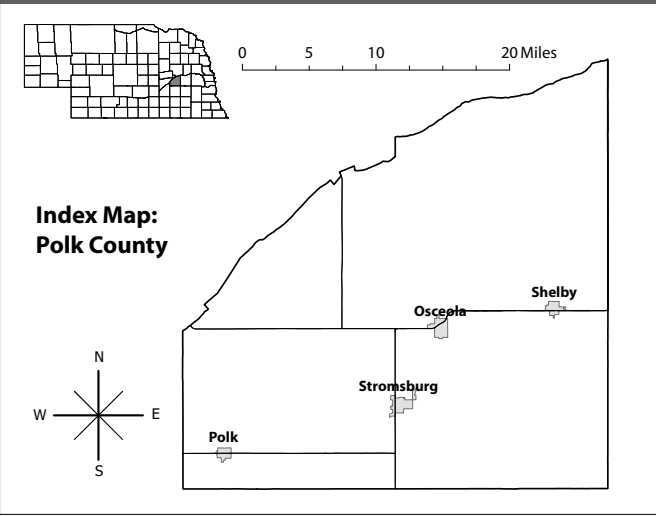 0 5 10 20 Miles
Index Map:
Polk County
Shelby
Osceola
Stromsburg
Polk
N
W E
S